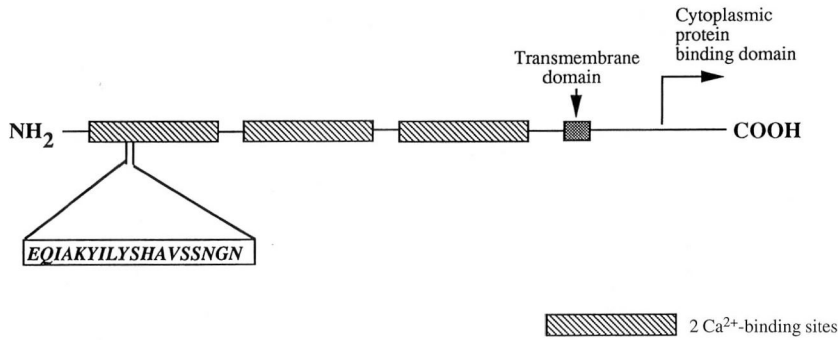 Cytoplasmic
protein
binding domain
Transmembrane
domain
NH2
COOH
EQIAKYILYSHAVSSNGN
2 Ca2+-binding sites